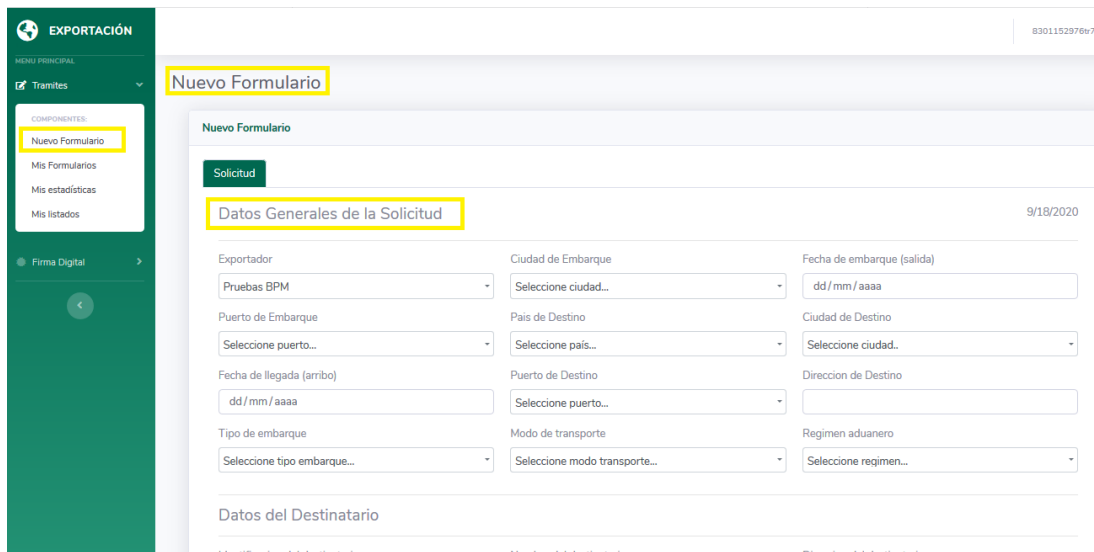 EXPORTACIÓN
8301152976tr7
MENU PRINCIPAL
Tramites
Nuevo Formulario
COMPONENTES:
Nuevo Formulario
Mis Formularios
Mis estadísticas
Mis listados
Firma Digital
Nuevo Formulario
Solicitud
Datos Generales de la Solicitud
9/18/2020
Exportador
Ciudad de Embarque
Fecha de embarque (salida)
Pruebas BPM
Seleccione ciudad...
dd/mm/aaaa
Puerto de Embarque
Pais de Destino
Ciudad de Destino
Seleccione puerto...
Seleccione país...
Seleccione ciudad..
Fecha de llegada (arribo)
Puerto de Destino
Direccion de Destino
dd/mm/aaaa
Seleccione puerto...
Tipo de embarque
Modo de transporte
Regimen aduanero
Seleccione tipo embarque...
Seleccione modo transporte...
Seleccione regimen...
Datos del Destinatario